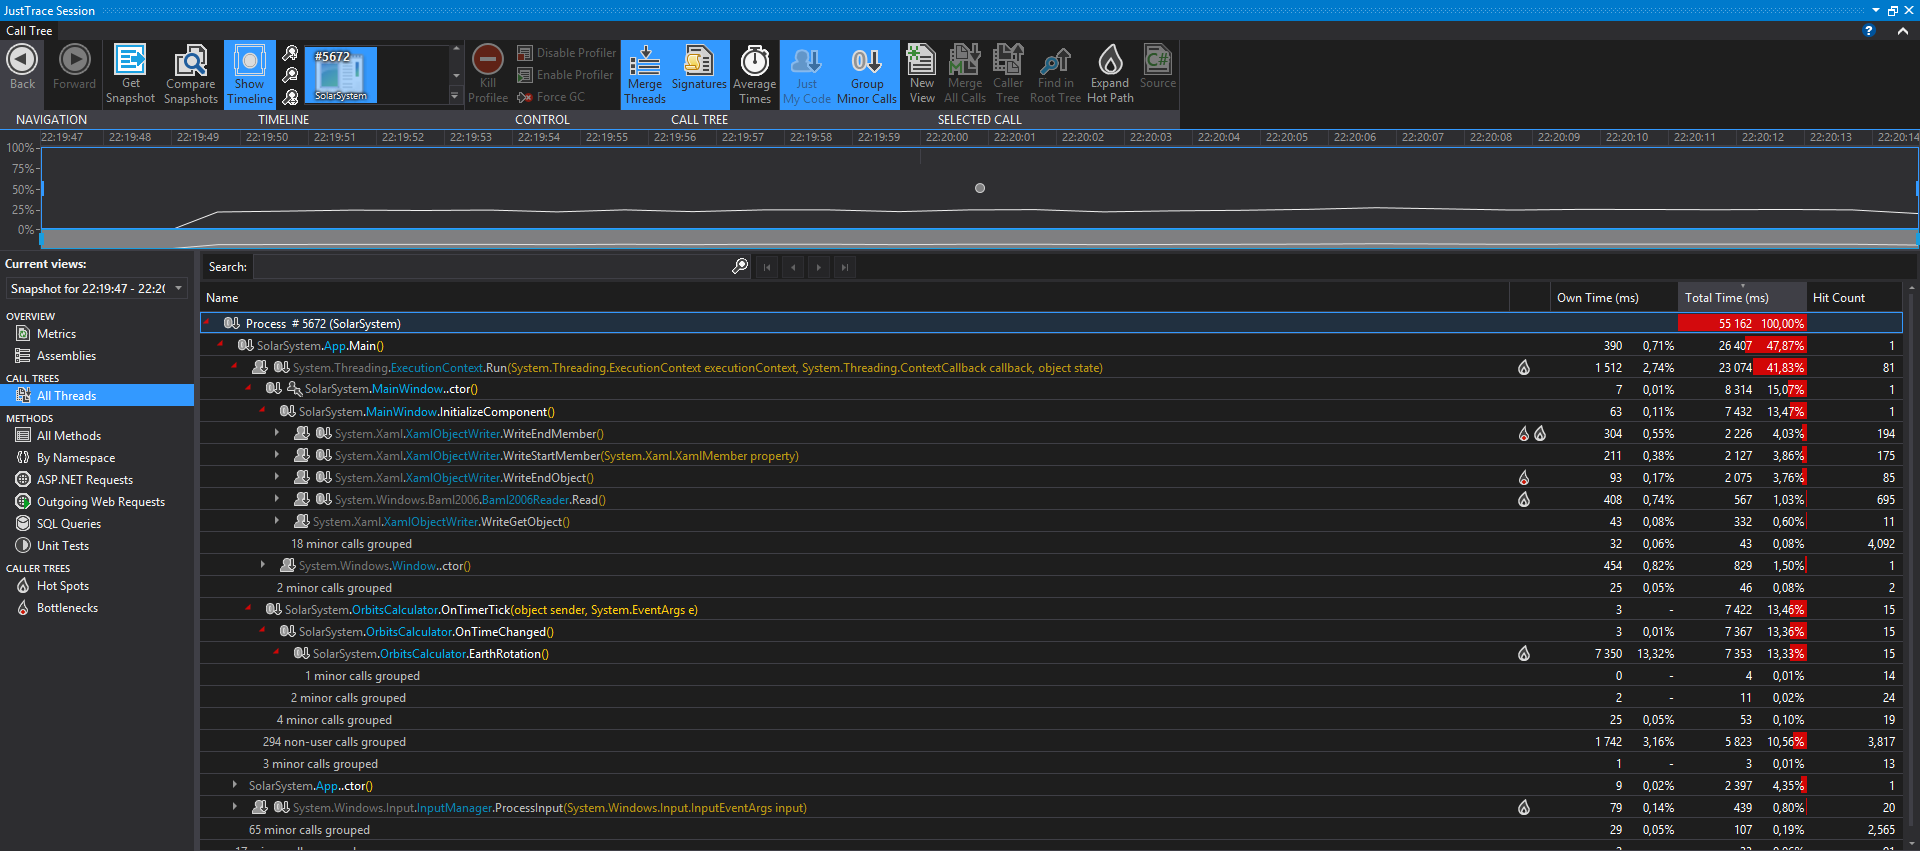 JustTrace Session
Call Tree
Back
Forward
Get Snapshot
Compare Snapshots
Show Timeline
#5672
SolarSystem
Kill Profilee
Disable Profiler
Enable Profiler
Force GC
Merge Threads
Signatures
Average Times
Just My Code
Group Minor Calls
New View
Merge All Calls
Caller Tree
Find in Root Tree
Expand Hot Path
C#
Source
NAVIGATION TIMELINE CONTROL CALL TREE SELECTED CALL
22:19:47 22:19:48 22:19:49 22:19:50 22:19:51 22:19:52 22:19:53 22:19:54 22:19:55 22:19:56 22:19:57 22:19:58 22:19:59 22:20:00 22:20:01 22:20:02 22:20:03 22:20:04 22:20:05 22:20:06 22:20:07 22:20:08 22:20:09 22:20:10 22:20:11 22:20:12 22:20:13 22:20:14
100%
75%
50%
25%
0%
Current views:
Snapshot for 22:19:47 - 22:2(
OVERVIEW
Metrics
Assemblies
CALL TREES
All Threads
METHODS
All Methods
By Namespace
ASP.NET Requests
Outgoing Web Requests
SQL Queries
Unit Tests
CALLER TREES
Hot Spots
Bottlenecks
Search:
Name Own Time (ms) Total Time (ms) Hit Count
Process # 5672 (SolarSystem) 55 162 100,00%
SolarSystem.App.Main() 390 0,71% 26 407 47,87% 1
System.Threading.ExecutionContext.Run(System.Threading.ExecutionContext executionContext, System.Threading.ContextCallback callback, object state) 1 512 2,74% 23 074 41,83% 81
SolarSystem.MainWindow..ctor() 7 0,01% 8 314 15,07% 1
SolarSystem.MainWindow.InitializeComponent() 63 0,11% 7 432 13,47% 1
System.Xaml.XamlObjectWriter.WriteEndMember() 304 0,55% 2 226 4,03% 194
System.Xaml.XamlObjectWriter.WriteStartMember(System.Xaml.XamlMember property) 211 0,38% 2 127 3,86% 175
System.Xaml.XamlObjectWriter.WriteEndObject() 93 0,17% 2 075 3,76% 85
System.Windows.Baml2006.Baml2006Reader.Read() 408 0,74% 567 1,03% 695
System.Xaml.XamlObjectWriter.WriteGetObject() 43 0,08% 332 0,60% 11
18 minor calls grouped 32 0,06% 43 0,08% 4,092
System.Windows.Window..ctor() 454 0,82% 829 1,50% 1
2 minor calls grouped 25 0,05% 46 0,08% 2
SolarSystem.OrbitsCalculator.OnTimerTick(object sender, System.EventArgs e) 3 - 7 422 13,46% 15
SolarSystem.OrbitsCalculator.OnTimeChanged() 3 0,01% 7 367 13,36% 15
SolarSystem.OrbitsCalculator.EarthRotation() 7 350 13,32% 7 353 13,33% 15
1 minor calls grouped 0 - 4 0,01% 14
2 minor calls grouped 2 - 11 0,02% 24
4 minor calls grouped 25 0,05% 53 0,10% 19
294 non-user calls grouped 1 742 3,16% 5 823 10,56% 3,817
3 minor calls grouped 1 - 3 0,01% 13
SolarSystem.App..ctor() 9 0,02% 2 397 4,35% 1
System.Windows.Input.InputManager.ProcessInput(System.Windows.Input.InputEventArgs input) 79 0,14% 439 0,80% 20
65 minor calls grouped 29 0,05% 107 0,19% 2,565